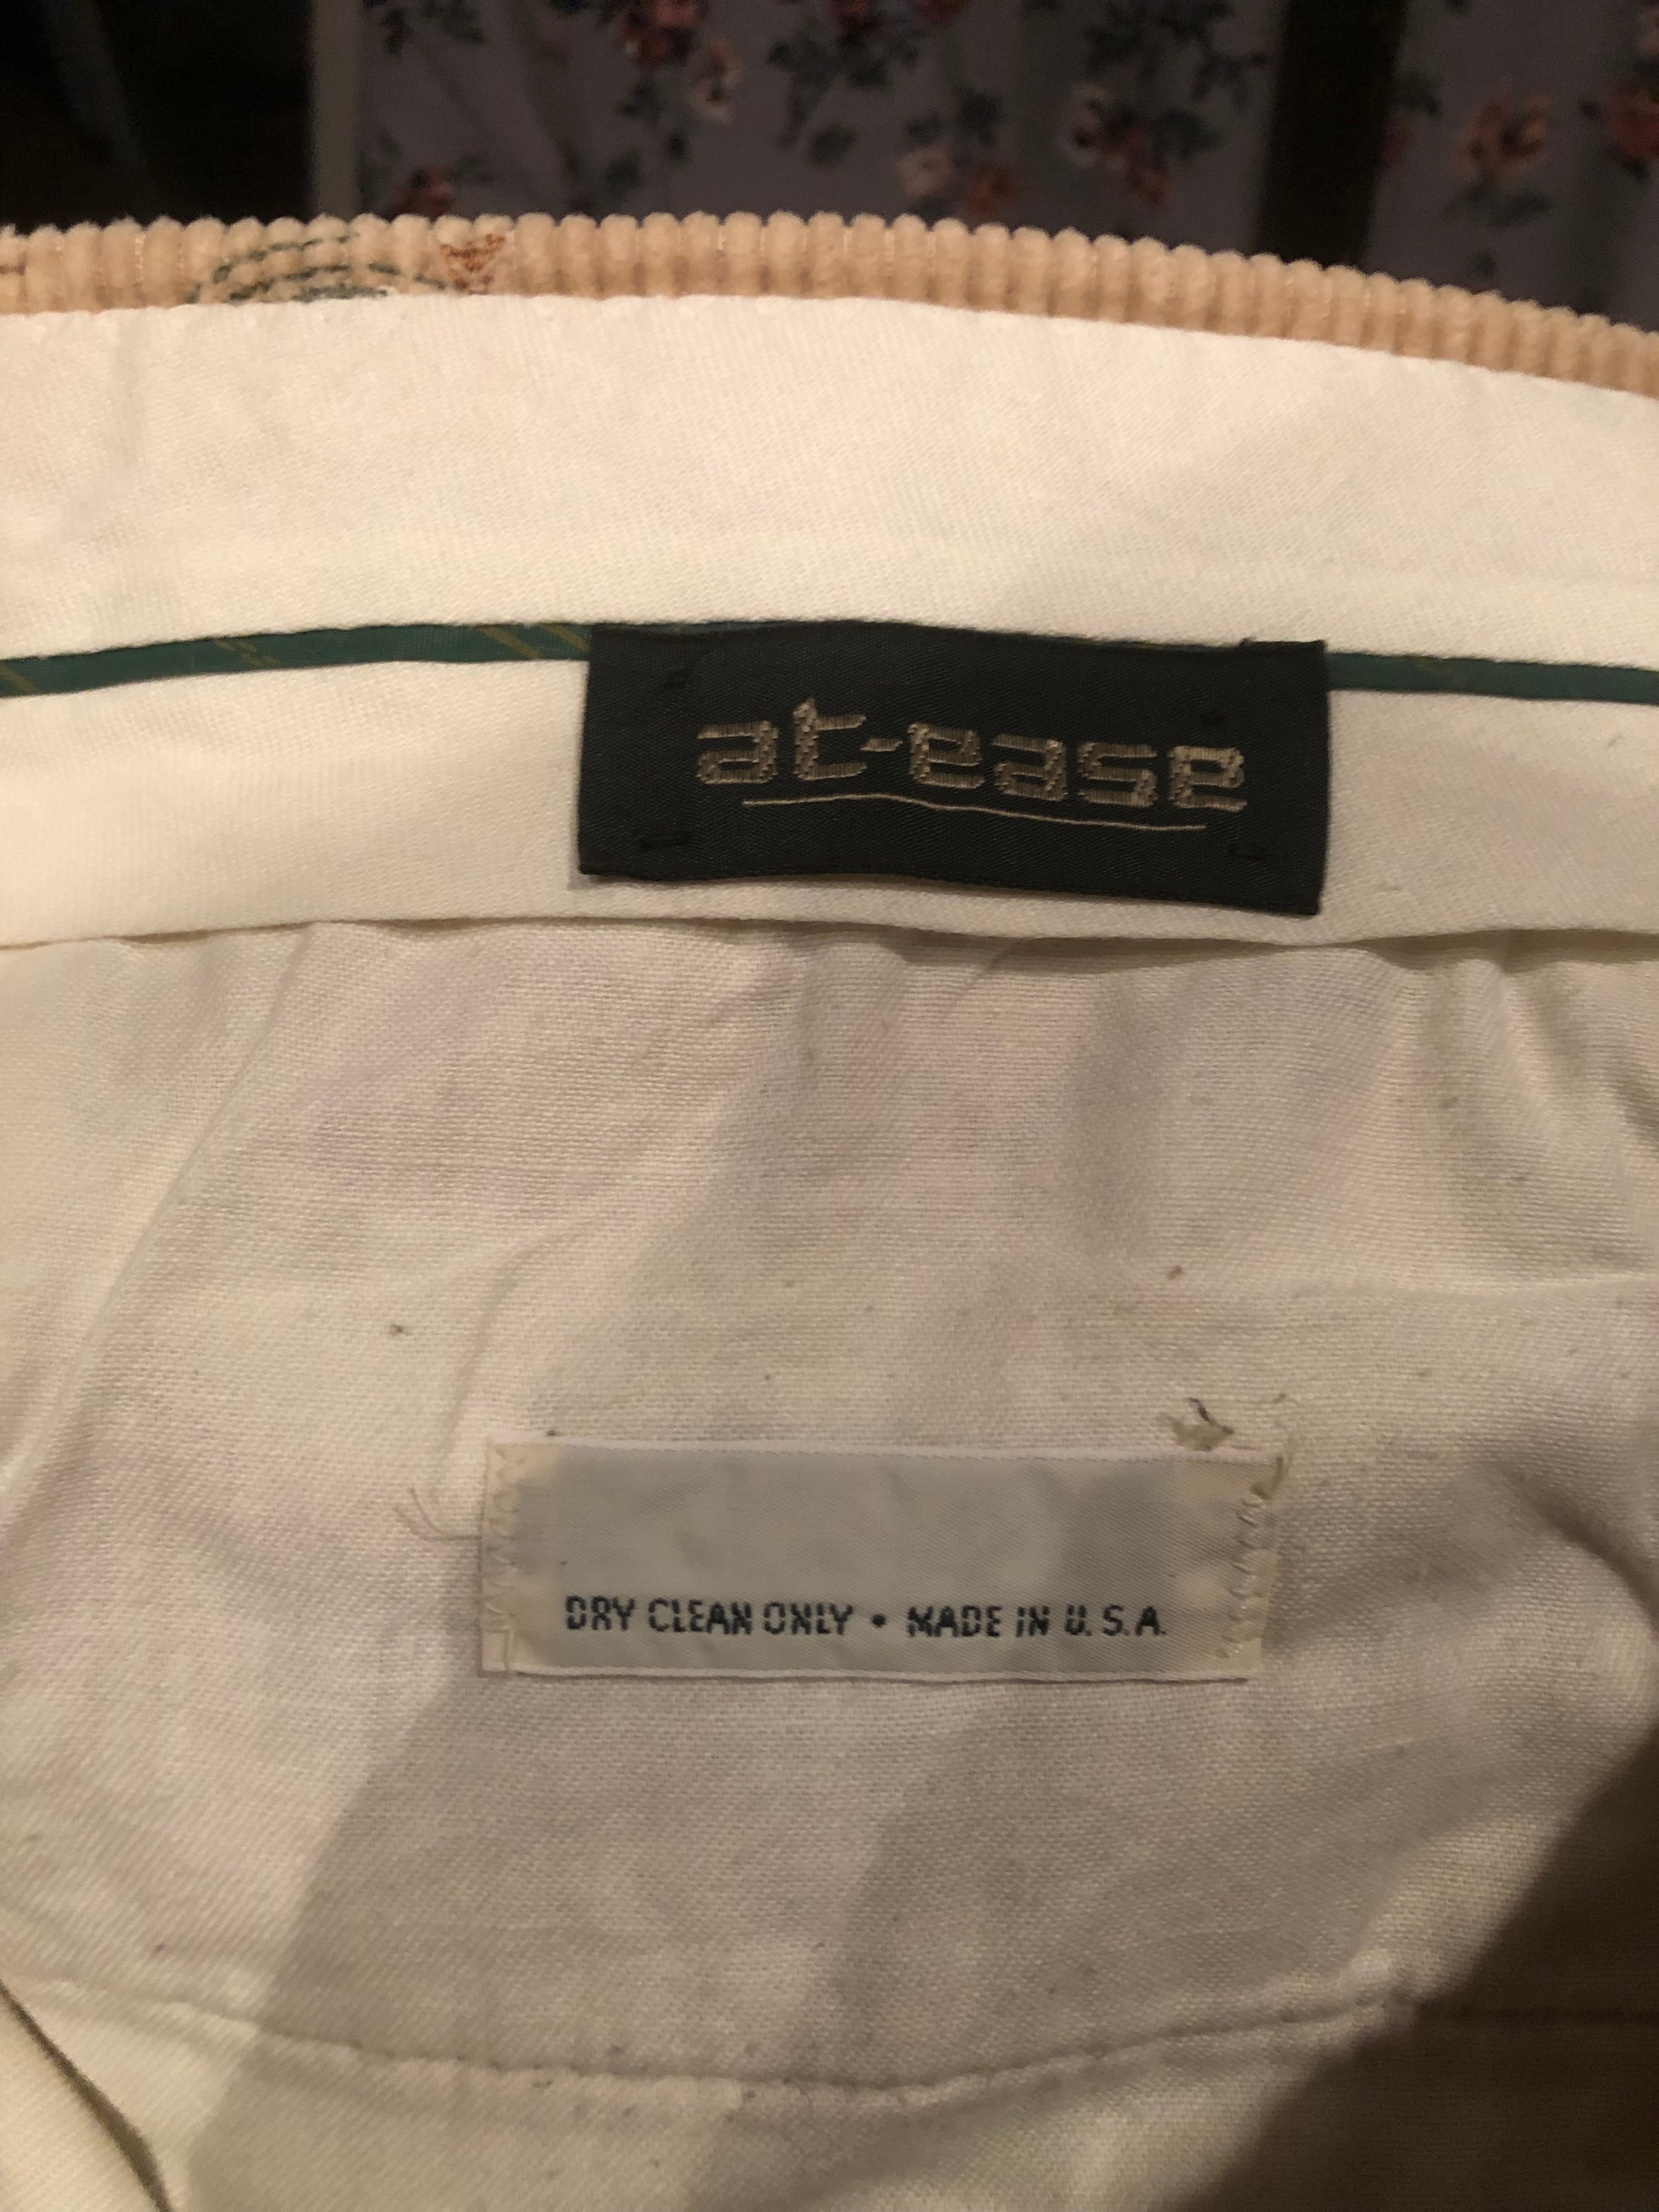 at-ease
DRY CLEAN ONLY • MADE IN U.S.A.